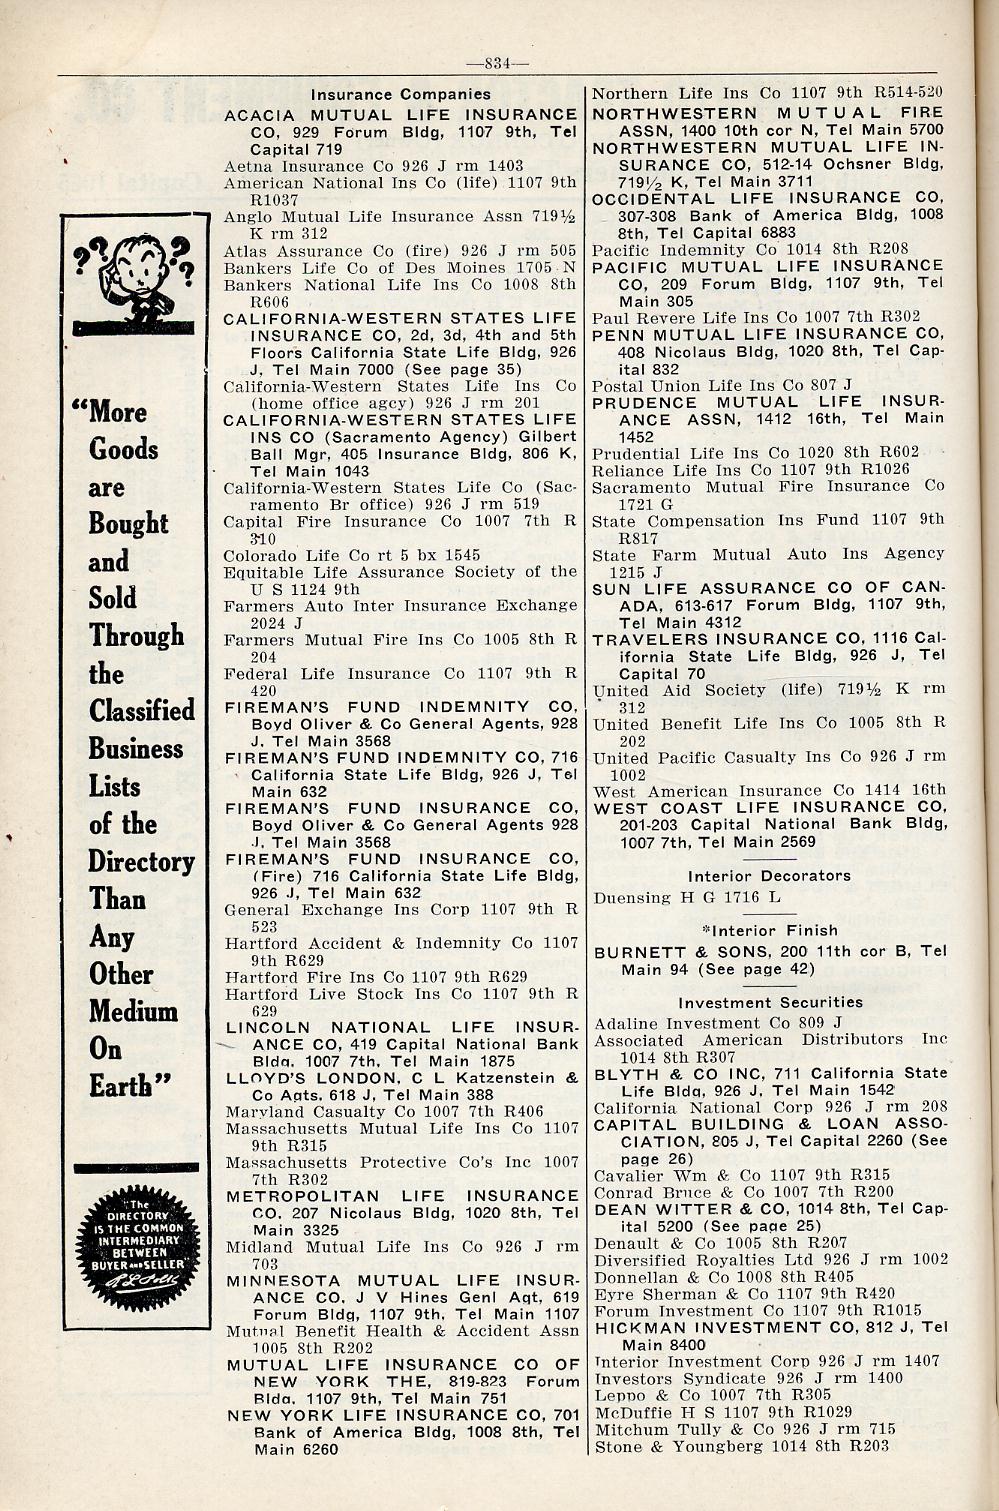 —834—
"More
Goods
are
Bought
and
Sold
Through
the
Classified
Business
Lists
of the
Directory
Than
Any
Other
Medium
On
Earth"
"The
DIRECTORY
IS THE COMMON
INTERMEDIARY
BETWEEN
BUYER AND SELLER"
Insurance Companies
ACACIA MUTUAL LIFE INSURANCE
CO, 929 Forum Bldg, 1107 9th, Tel
Capital 719
Aetna Insurance Co 926 J rm 1403
American National Ins Co (life) 1107 9th
R1037
Anglo Mutual Life Insurance Assn 719½
K rm 312
Atlas Assurance Co (fire) 926 J rm 505
Bankers Life Co of Des Moines 1705 N
Bankers National Life Ins Co 1008 8th
R606
CALIFORNIA-WESTERN STATES LIFE
INSURANCE CO, 2d, 3d, 4th and 5th
Floors California State Life Bldg, 926
J, Tel Main 7000 (See page 35)
California-Western States Life Ins Co
(home office agcy) 926 J rm 201
CALIFORNIA-WESTERN STATES LIFE
INS CO (Sacramento Agency) Gilbert
Ball Mgr, 405 Insurance Bldg, 806 K,
Tel Main 1043
California-Western States Life Co (Sac-
ramento Br office) 926 J rm 519
Capital Fire Insurance Co 1007 7th R
310
Colorado Life Co rt 5 bx 1545
Equitable Life Assurance Society of the
U S 1124 9th
Farmers Auto Inter Insurance Exchange
2024 J
Farmers Mutual Fire Ins Co 1005 8th R
204
Federal Life Insurance Co 1107 9th R
420
FIREMAN'S FUND INDEMNITY CO,
Boyd Oliver & Co General Agents, 928
J, Tel Main 3568
FIREMAN'S FUND INDEMNITY CO, 716
California State Life Bldg, 926 J, Tel
Main 632
FIREMAN'S FUND INSURANCE CO,
Boyd Oliver & Co General Agents 928
J, Tel Main 3568
FIREMAN'S FUND INSURANCE CO,
(Fire) 716 California State Life Bldg,
926 J, Tel Main 632
General Exchange Ins Corp 1107 9th R
523
Hartford Accident & Indemnity Co 1107
9th R629
Hartford Fire Ins Co 1107 9th R629
Hartford Live Stock Ins Co 1107 9th R
629
LINCOLN NATIONAL LIFE INSUR-
ANCE CO, 419 Capital National Bank
Bldg, 1007 7th, Tel Main 1875
LLOYD'S LONDON, C L Katzenstein &
Co Agts, 618 J, Tel Main 388
Maryland Casualty Co 1007 7th R406
Massachusetts Mutual Life Ins Co 1107
9th R315
Massachusetts Protective Co's Inc 1007
7th R302
METROPOLITAN LIFE INSURANCE
CO, 207 Nicolaus Bldg, 1020 8th, Tel
Main 3325
Midland Mutual Life Ins Co 926 J rm
703
MINNESOTA MUTUAL LIFE INSUR-
ANCE CO, J V Hines Genl Agt, 619
Forum Bldg, 1107 9th, Tel Main 1107
Mutual Benefit Health & Accident Assn
1005 8th R202
MUTUAL LIFE INSURANCE CO OF
NEW YORK THE, 819-823 Forum
Bldg, 1107 9th, Tel Main 751
NEW YORK LIFE INSURANCE CO, 701
Bank of America Bldg, 1008 8th, Tel
Main 6260
Northern Life Ins Co 1107 9th R514-520
NORTHWESTERN MUTUAL FIRE
ASSN, 1400 10th cor N, Tel Main 5700
NORTHWESTERN MUTUAL LIFE IN-
SURANCE CO, 512-14 Ochsner Bldg,
719½ K, Tel Main 3711
OCCIDENTAL LIFE INSURANCE CO,
307-308 Bank of America Bldg, 1008
8th, Tel Capital 6883
Pacific Indemnity Co 1014 8th R208
PACIFIC MUTUAL LIFE INSURANCE
CO, 209 Forum Bldg, 1107 9th, Tel
Main 305
Paul Revere Life Ins Co 1007 7th R302
PENN MUTUAL LIFE INSURANCE CO,
408 Nicolaus Bldg, 1020 8th, Tel Cap-
ital 832
Postal Union Life Ins Co 807 J
PRUDENCE MUTUAL LIFE INSUR-
ANCE ASSN, 1412 16th, Tel Main
1452
Prudential Life Ins Co 1020 8th R602
Reliance Life Ins Co 1107 9th R1026
Sacramento Mutual Fire Insurance Co
1721 G
State Compensation Ins Fund 1107 9th
R817
State Farm Mutual Auto Ins Agency
1215 J
SUN LIFE ASSURANCE CO OF CAN-
ADA, 613-617 Forum Bldg, 1107 9th,
Tel Main 4312
TRAVELERS INSURANCE CO, 1116 Cal-
ifornia State Life Bldg, 926 J, Tel
Capital 70
United Aid Society (life) 719½ K rm
312
United Benefit Life Ins Co 1005 8th R
202
United Pacific Casualty Ins Co 926 J rm
1002
West American Insurance Co 1414 16th
WEST COAST LIFE INSURANCE CO,
201-203 Capital National Bank Bldg,
1007 7th, Tel Main 2569
Interior Decorators
Duensing H G 1716 L
*Interior Finish
BURNETT & SONS, 200 11th cor B, Tel
Main 94 (See page 42)
Investment Securities
Adaline Investment Co 809 J
Associated American Distributors Inc
1014 8th R307
BLYTH & CO INC, 711 California State
Life Bldg, 926 J, Tel Main 1542
California National Corp 926 J rm 208
CAPITAL BUILDING & LOAN ASSO-
CIATION, 805 J, Tel Capital 2260 (See
page 26)
Cavalier Wm & Co 1107 9th R315
Conrad Bruce & Co 1007 7th R200
DEAN WITTER & CO, 1014 8th, Tel Cap-
ital 5200 (See page 25)
Denault & Co 1005 8th R207
Diversified Royalties Ltd 926 J rm 1002
Donnellan & Co 1008 8th R405
Eyre Sherman & Co 1107 9th R420
Forum Investment Co 1107 9th R1015
HICKMAN INVESTMENT CO, 812 J, Tel
Main 8400
Interior Investment Corp 926 J rm 1407
Investors Syndicate 926 J rm 1400
Leppo & Co 1007 7th R305
McDuffie H S 1107 9th R1029
Mitchum Tully & Co 926 J rm 715
Stone & Youngberg 1014 8th R203